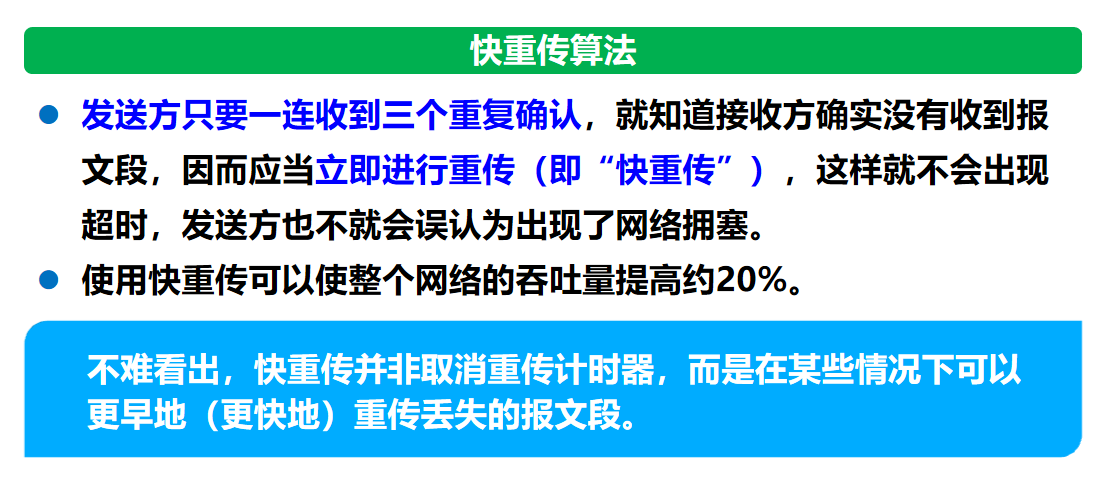 快重传算法
发送方只要一连收到三个重复确认，就知道接收方确实没有收到报
文段，因而应当立即进行重传（即“快重传”），这样就不会出现
超时，发送方也不就会误认为出现了网络拥塞。
使用快重传可以使整个网络的吞吐量提高约20%。
不难看出，快重传并非取消重传计时器，而是在某些情况下可以
更早地（更快地）重传丢失的报文段。